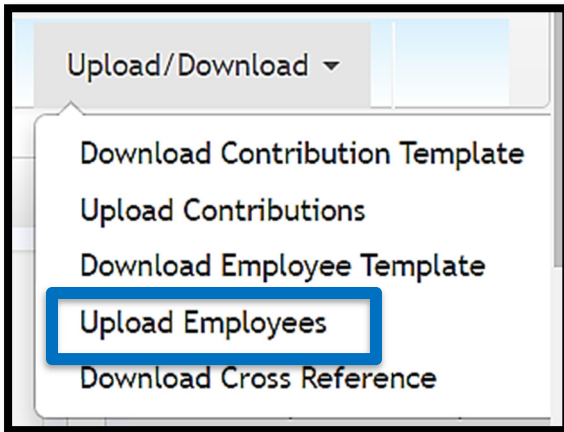 Upload/Download
Download Contribution Template
Upload Contributions
Download Employee Template
Upload Employees
Download Cross Reference